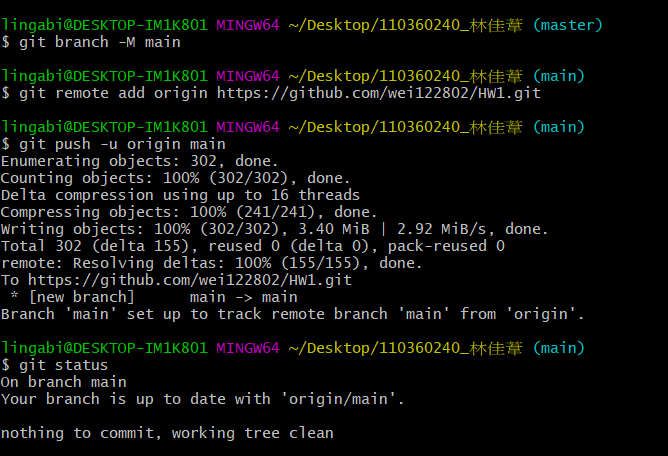 lingabi@DESKTOP-IM1K801 MINGW64 ~/Desktop/110360240_林佳葦 (master)
$ git branch -M main
lingabi@DESKTOP-IM1K801 MINGW64 ~/Desktop/110360240_林佳葦 (main)
$ git remote add origin https://github.com/wei122802/HW1.git
lingabi@DESKTOP-IM1K801 MINGW64 ~/Desktop/110360240_林佳葦 (main)
$ git push -u origin main
Enumerating objects: 302, done.
Counting objects: 100% (302/302), done.
Delta compression using up to 16 threads
Compressing objects: 100% (241/241), done.
Writing objects: 100% (302/302), 3.40 MiB | 2.92 MiB/s, done.
Total 302 (delta 155), reused 0 (delta 0), pack-reused 0
remote: Resolving deltas: 100% (155/155), done.
To https://github.com/wei122802/HW1.git
 * [new branch]      main -> main
Branch 'main' set up to track remote branch 'main' from 'origin'.
lingabi@DESKTOP-IM1K801 MINGW64 ~/Desktop/110360240_林佳葦 (main)
$ git status
On branch main
Your branch is up to date with 'origin/main'.
nothing to commit, working tree clean